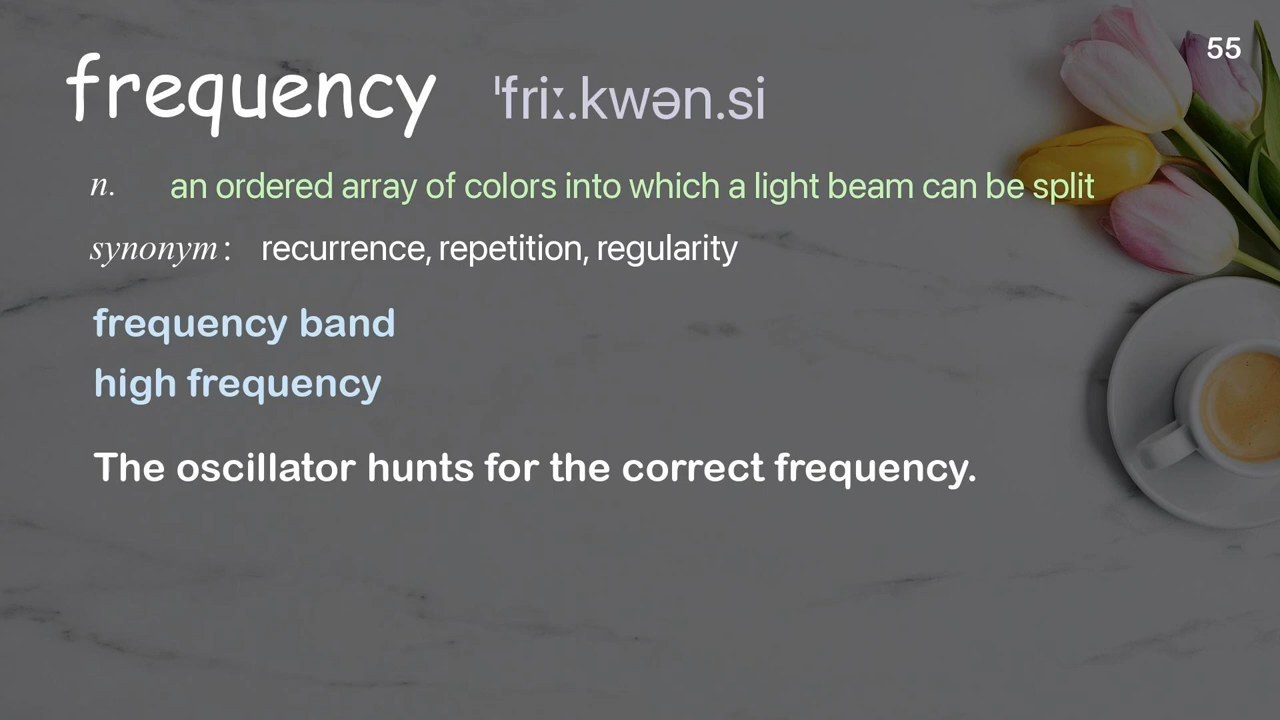 55
frequency ˈfriː.kwən.si
n. an ordered array of colors into which a light beam can be split
synonym: recurrence, repetition, regularity
frequency band
high frequency
The oscillator hunts for the correct frequency.